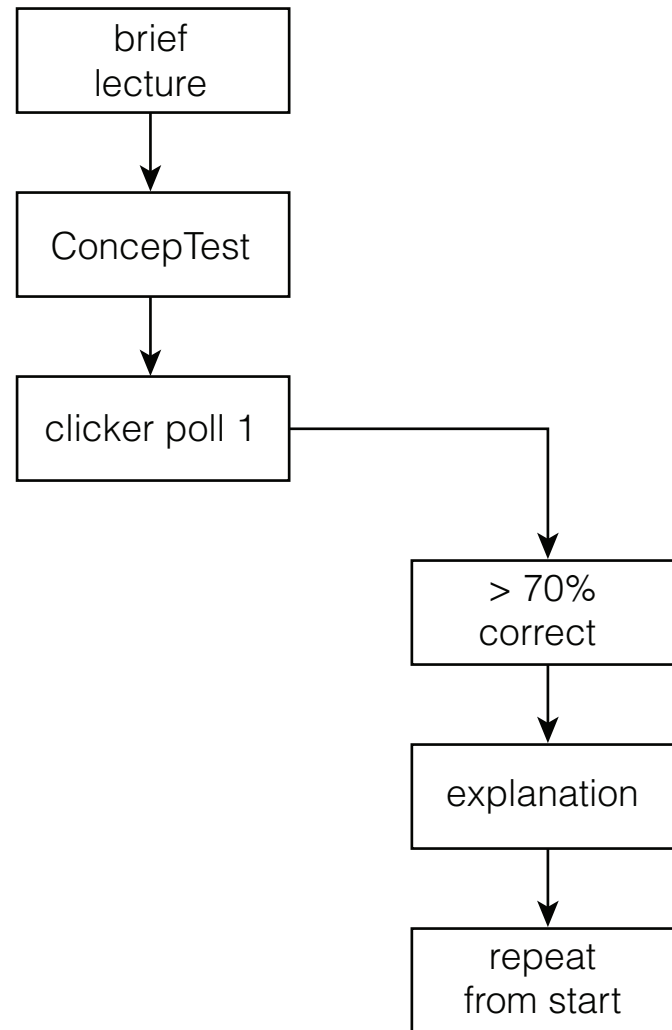 brief
lecture
ConcepTest
clicker poll 1
> 70%
correct
explanation
repeat
from start